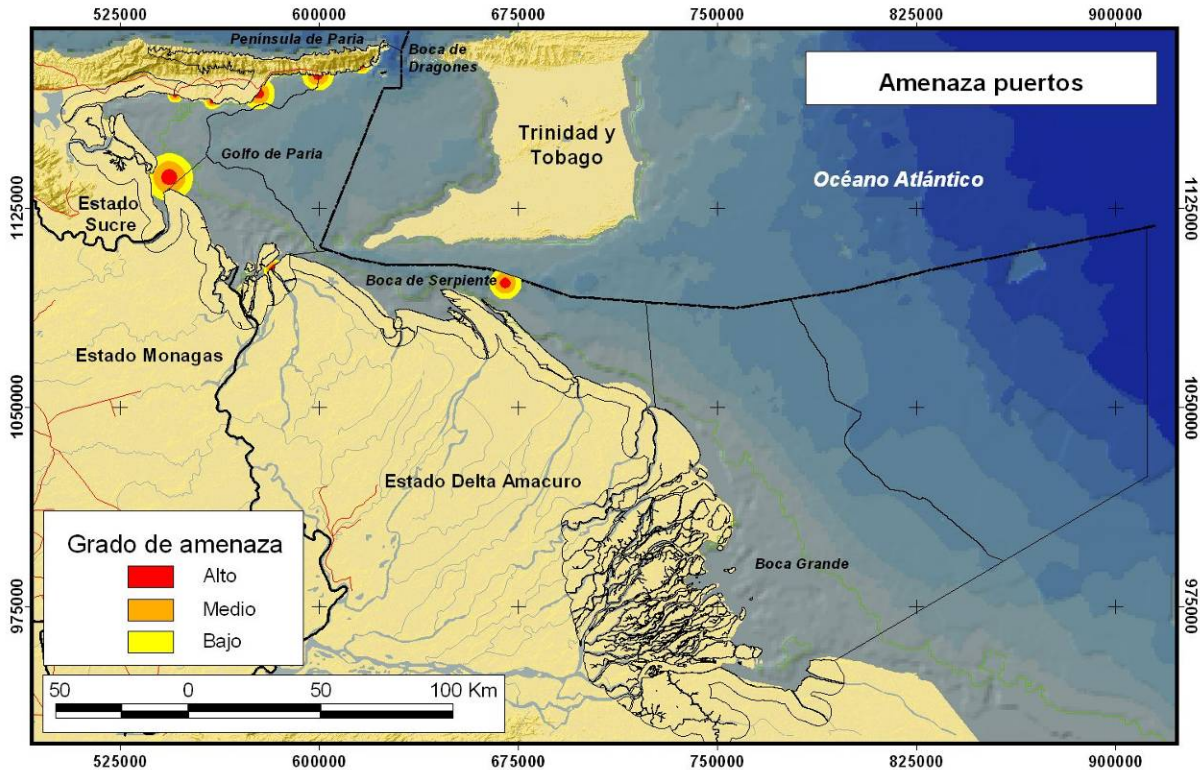 525000 600000 675000 750000 825000 900000
Península de Paria
Boca de
Dragones
Amenaza puertos
Trinidad y
Tobago
Golfo de Paria
Océano Atlántico
1125000
1125000
Estado
Sucre
Boca de Serpiente
Estado Monagas
1050000
1050000
Estado Delta Amacuro
Grado de amenaza
Alto
Medio
Bajo
Boca Grande
975000
975000
50 0 50 100 Km
525000 600000 675000 750000 825000 900000